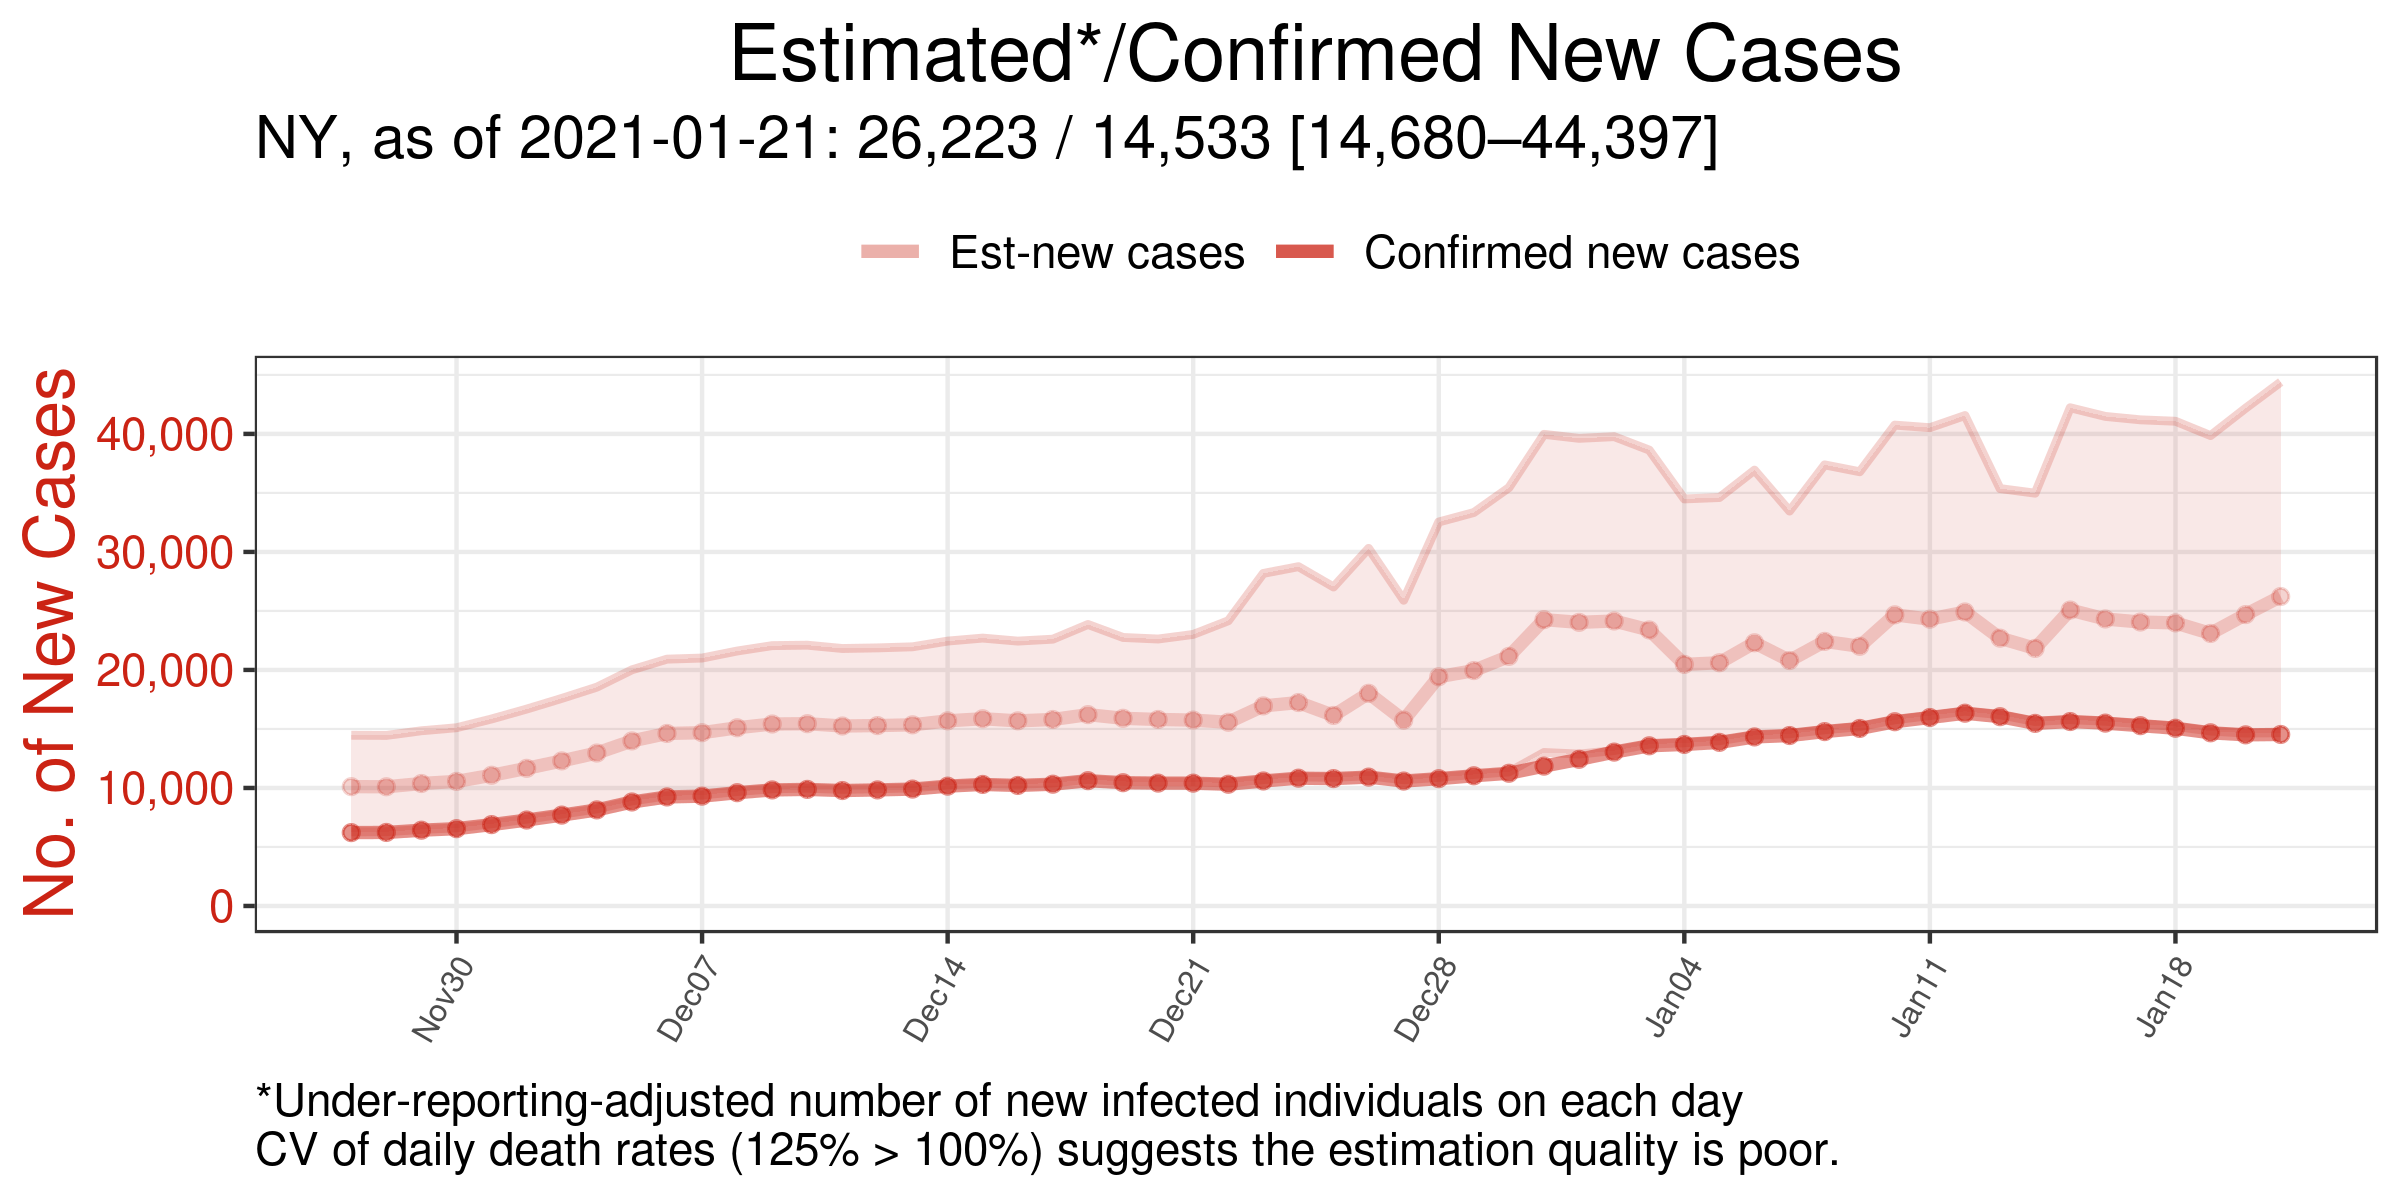 Estimated*/Confirmed New Cases
NY, as of 2021-01-21: 26,223 / 14,533 [14,680–44,397]
Est-new cases
Confirmed new cases
No. of New Cases
40,000
30,000
20,000
10,000
0
Nov30
Dec07
Dec14
Dec21
Dec28
Jan04
Jan11
Jan18
*Under-reporting-adjusted number of new infected individuals on each day
CV of daily death rates (125% > 100%) suggests the estimation quality is poor.